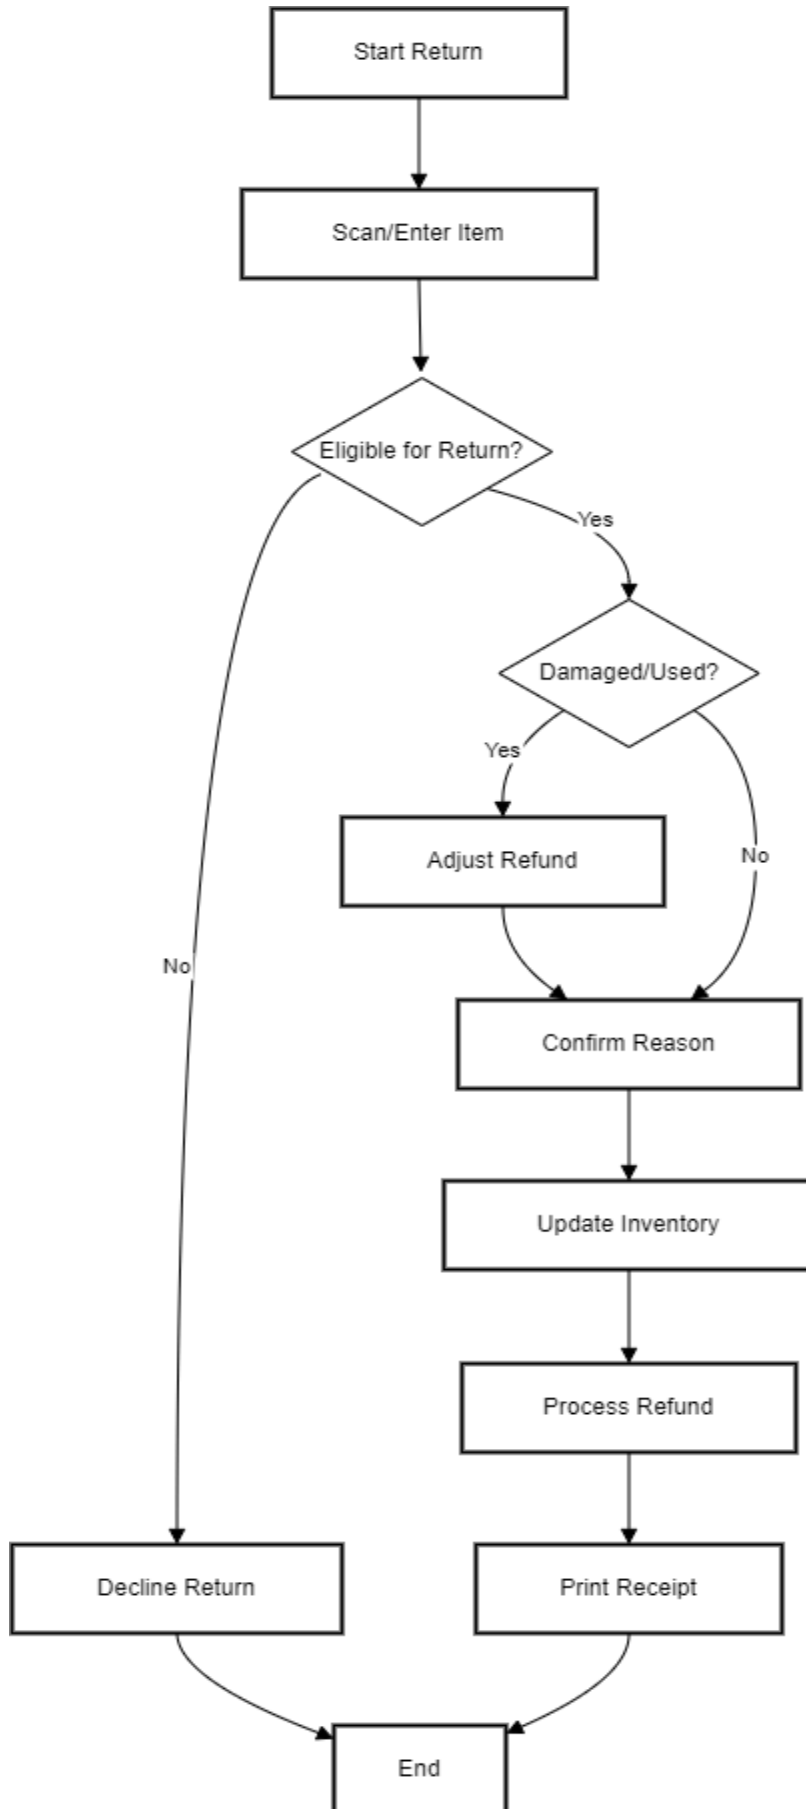 Start Return
Scan/Enter Item
Eligible for Return?
Yes
Damaged/Used?
Yes
Adjust Refund
No
No
Confirm Reason
Update Inventory
Process Refund
Decline Return
Print Receipt
End